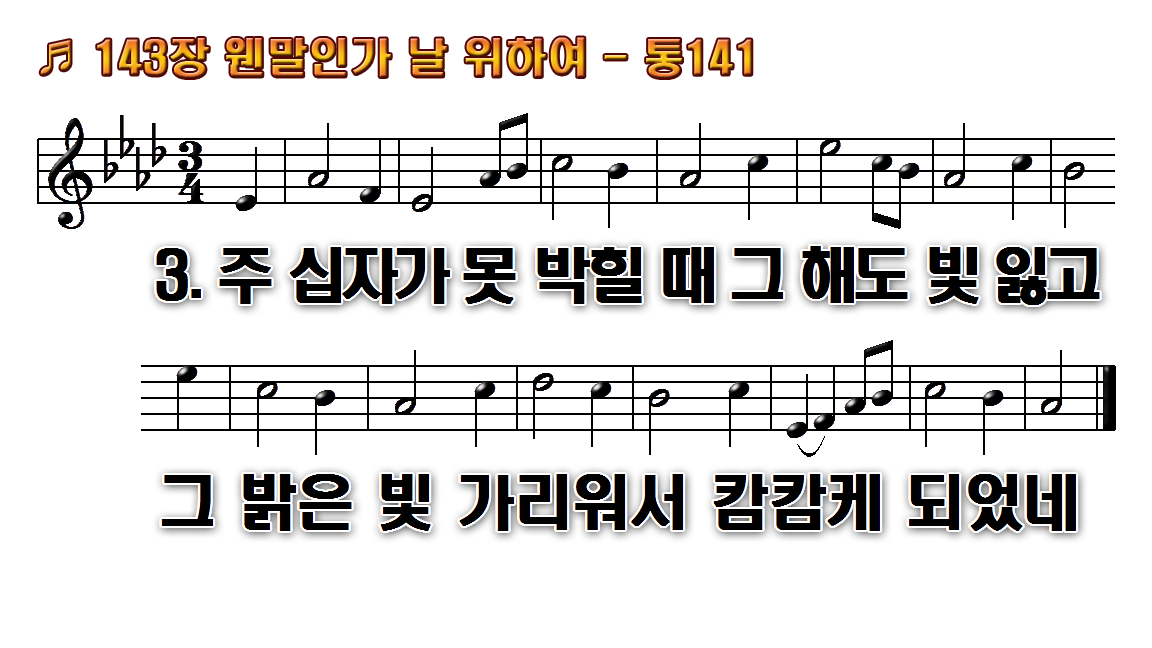 ♬ 143장 웬말인가 날 위하여 - 통141
3/4
3. 주 십자가 못 박힐 때 그 해도 빛 잃고
그 밝은 빛 가리워서 캄캄케 되었네